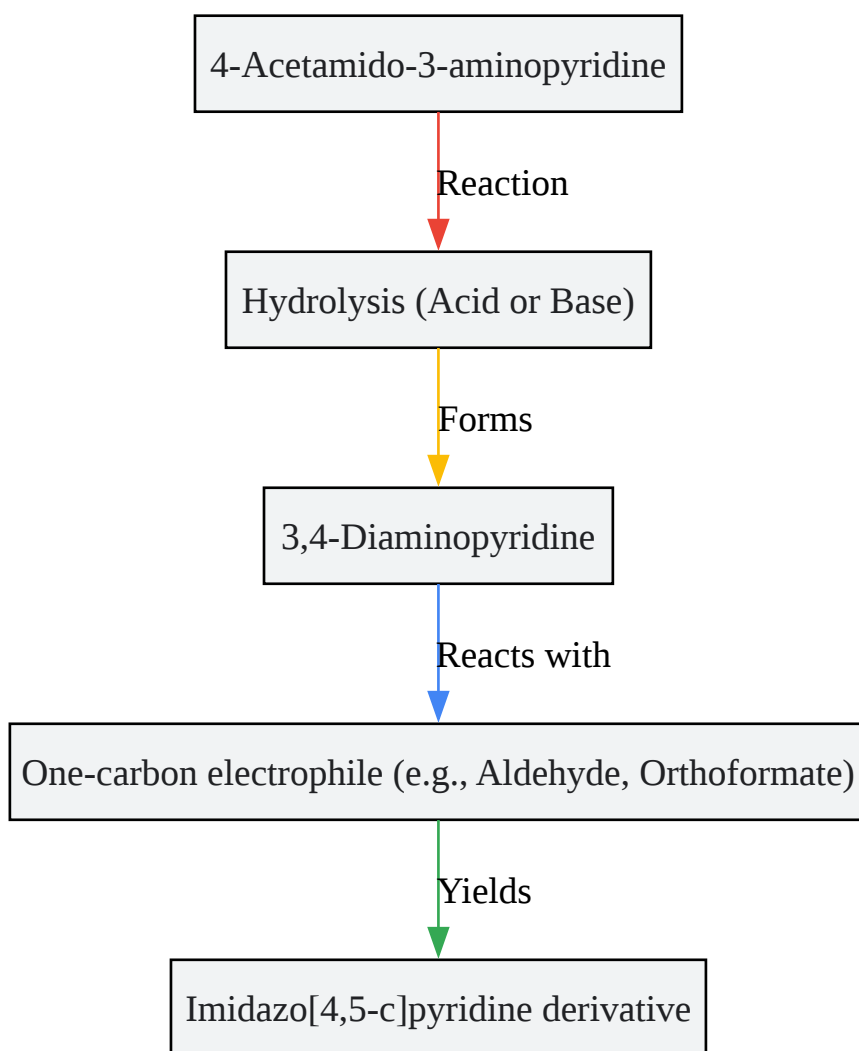 4-Acetamido-3-aminopyridine
Reaction
Hydrolysis (Acid or Base)
Forms
3,4-Diaminopyridine
Reacts with
One-carbon electrophile (e.g., Aldehyde, Orthoformate)
Yields
Imidazo[4,5-c]pyridine derivative